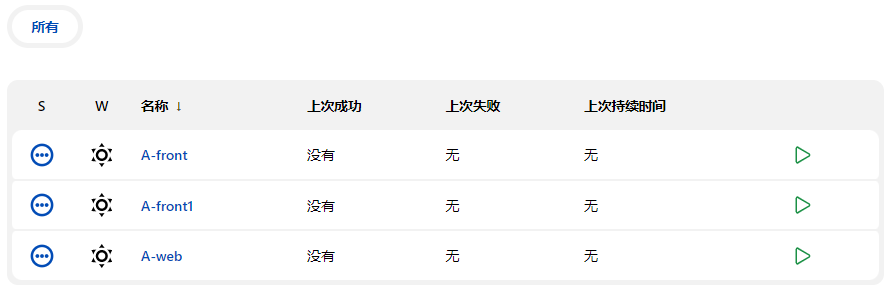 所有
S W 名称 ↓ 上次成功 上次失败 上次持续时间
A-front 没有 无 无
A-front1 没有 无 无
A-web 没有 无 无